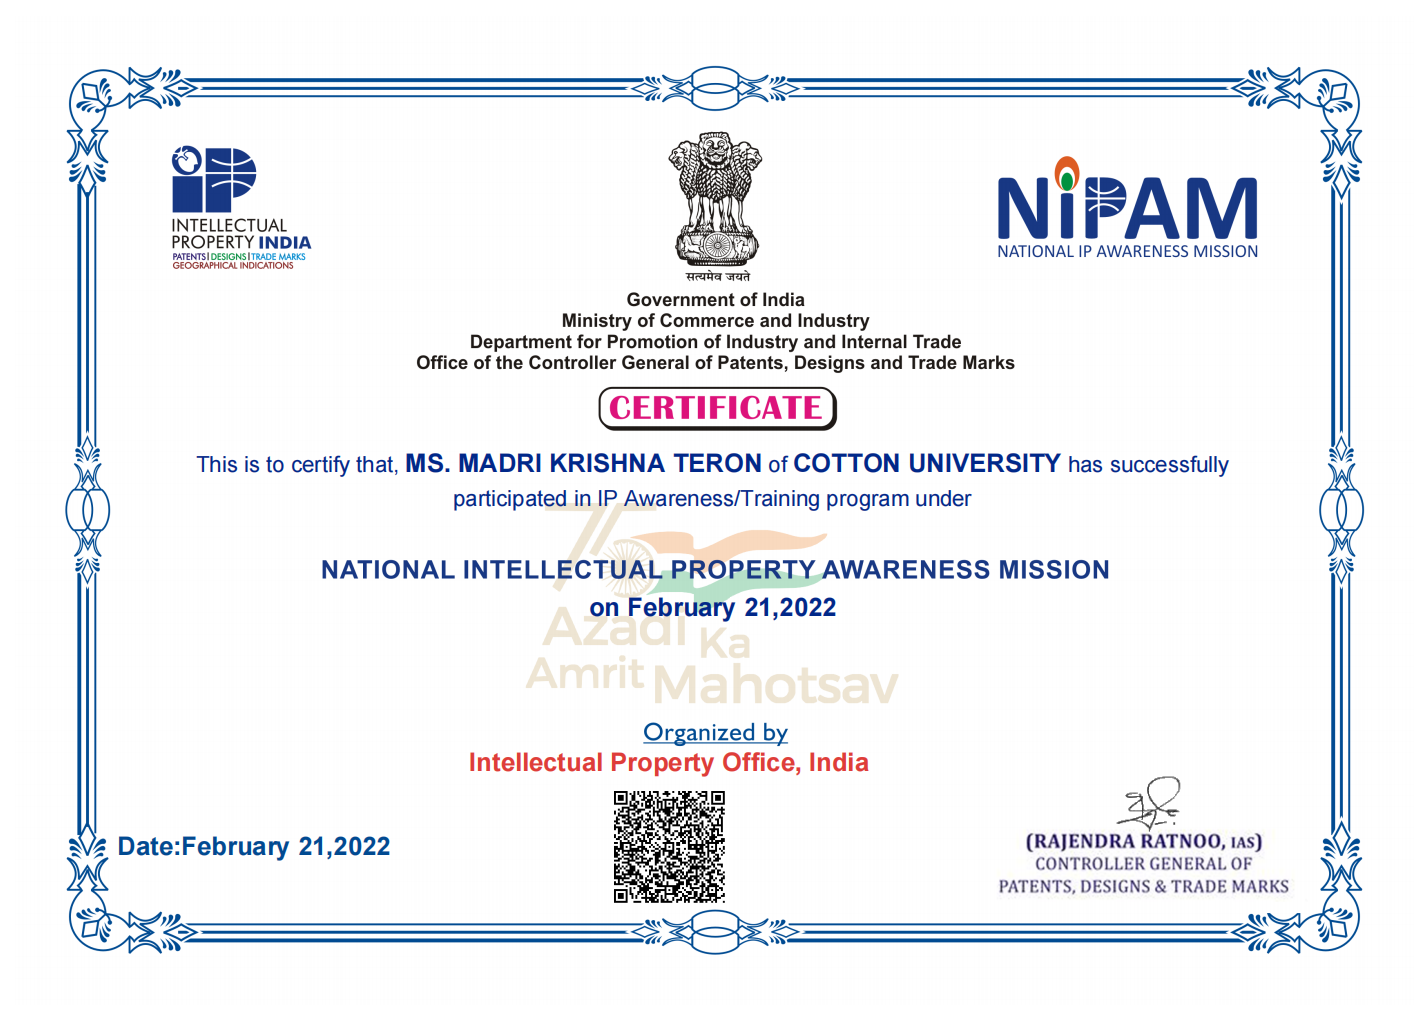 iP
INTELLECTUAL
PROPERTY INDIA
PATENTS|DESIGNS|TRADE MARKS
GEOGRAPHICAL INDICATIONS
सत्यमेव जयते
NiPAM
NATIONAL IP AWARENESS MISSION
Government of India
Ministry of Commerce and Industry
Department for Promotion of Industry and Internal Trade
Office of the Controller General of Patents, Designs and Trade Marks
CERTIFICATE
This is to certify that, MS. MADRI KRISHNA TERON of COTTON UNIVERSITY has successfully
participated in IP Awareness/Training program under
75
NATIONAL INTELLECTUAL PROPERTY AWARENESS MISSION
on February 21,2022
Azadi Ka
Amrit Mahotsav
Organized by
Intellectual Property Office, India
Date:February 21,2022
(RAJENDRA RATNOO, IAS)
CONTROLLER GENERAL OF
PATENTS, DESIGNS & TRADE MARKS